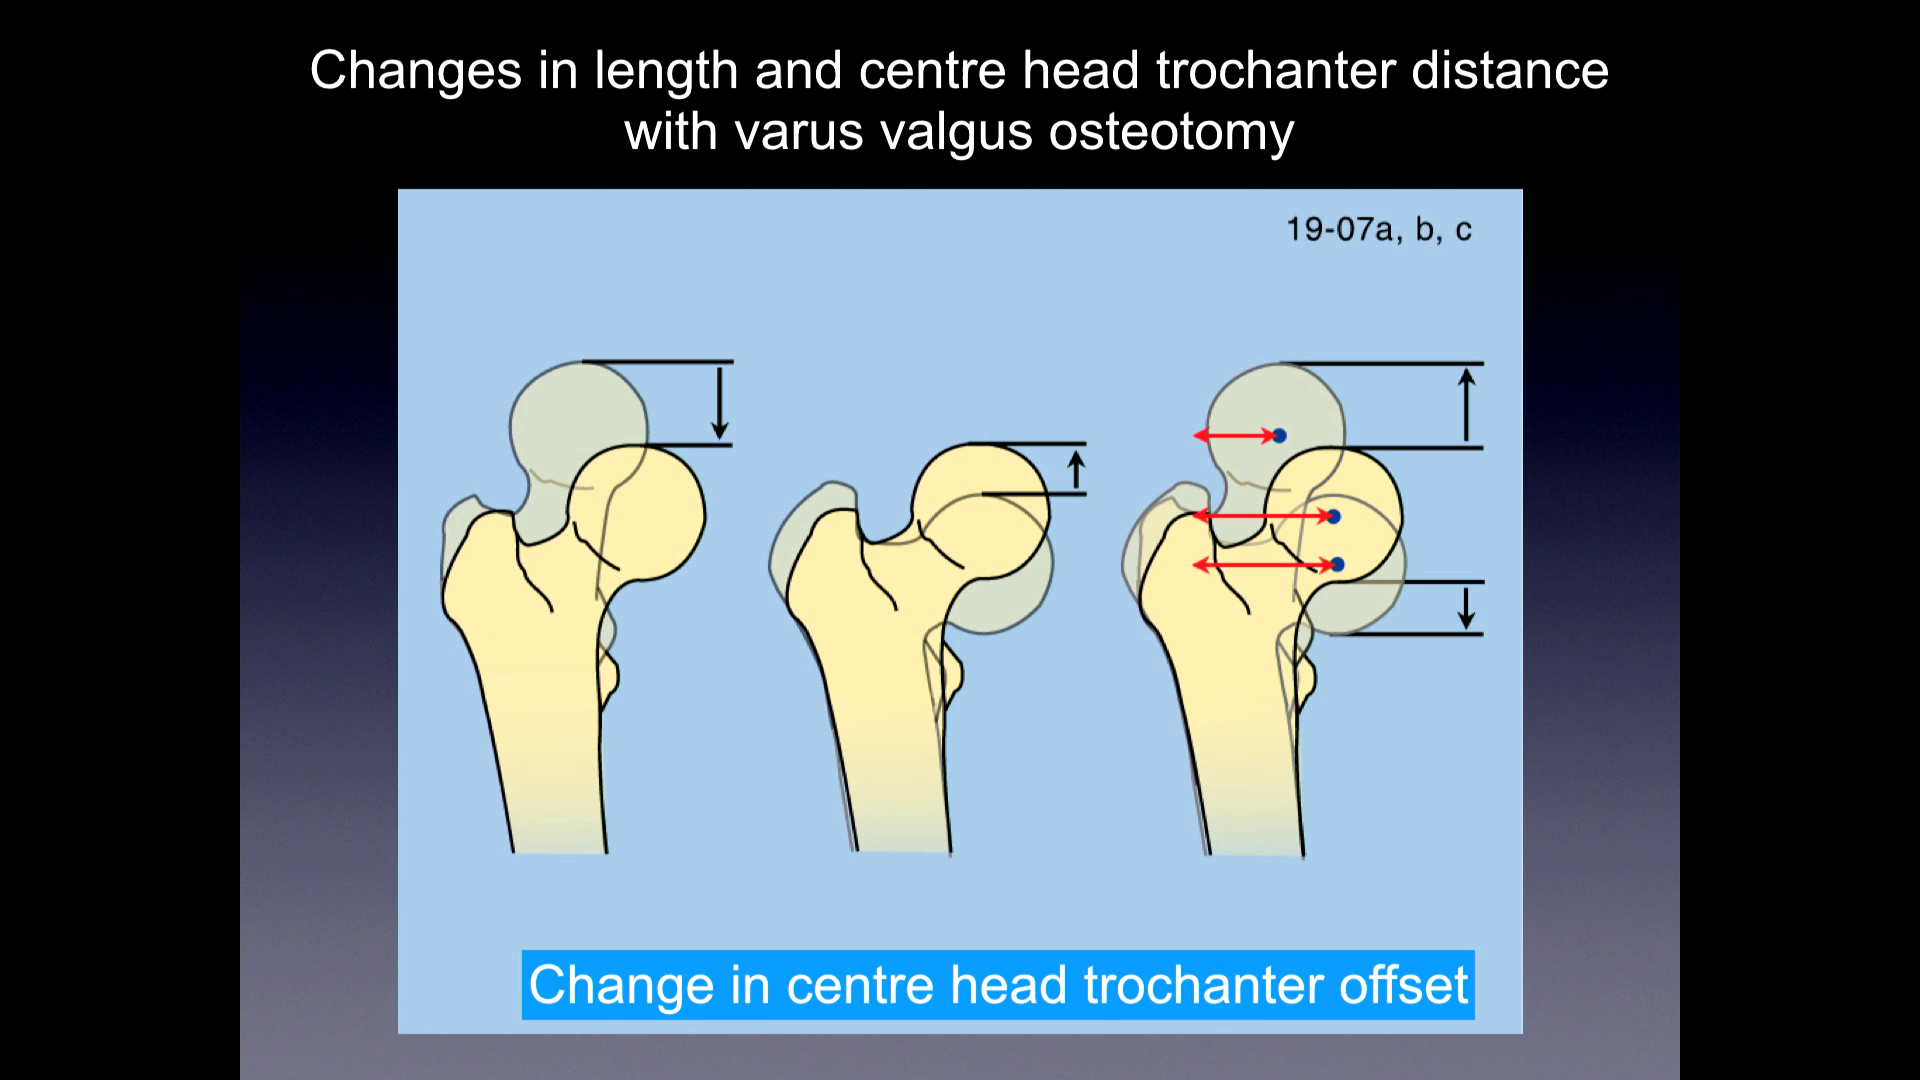 Changes in length and centre head trochanter distance
with varus valgus osteotomy
19-07a, b, c
Change in centre head trochanter offset